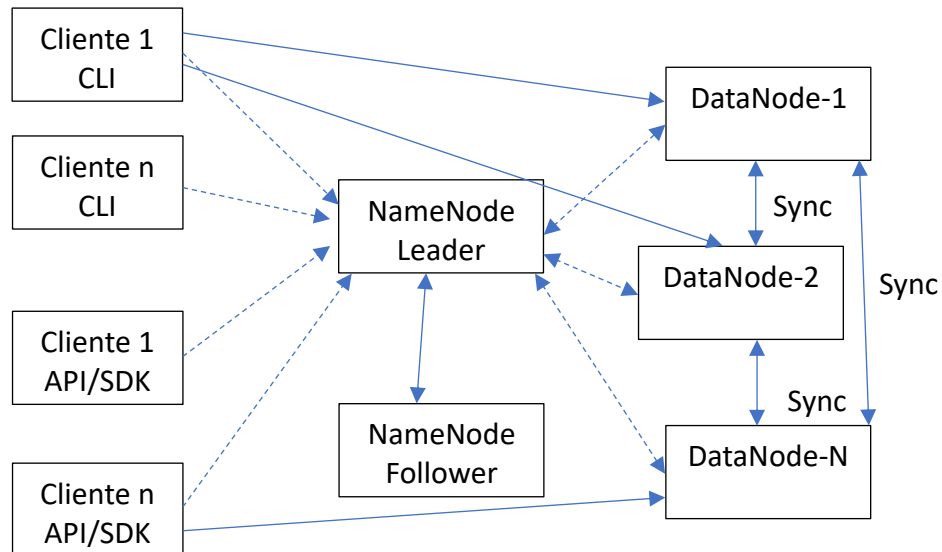 Cliente 1
CLI
Cliente n
CLI
Cliente 1
API/SDK
Cliente n
API/SDK
NameNode
Leader
NameNode
Follower
DataNode-1
Sync
DataNode-2
Sync
Sync
DataNode-N